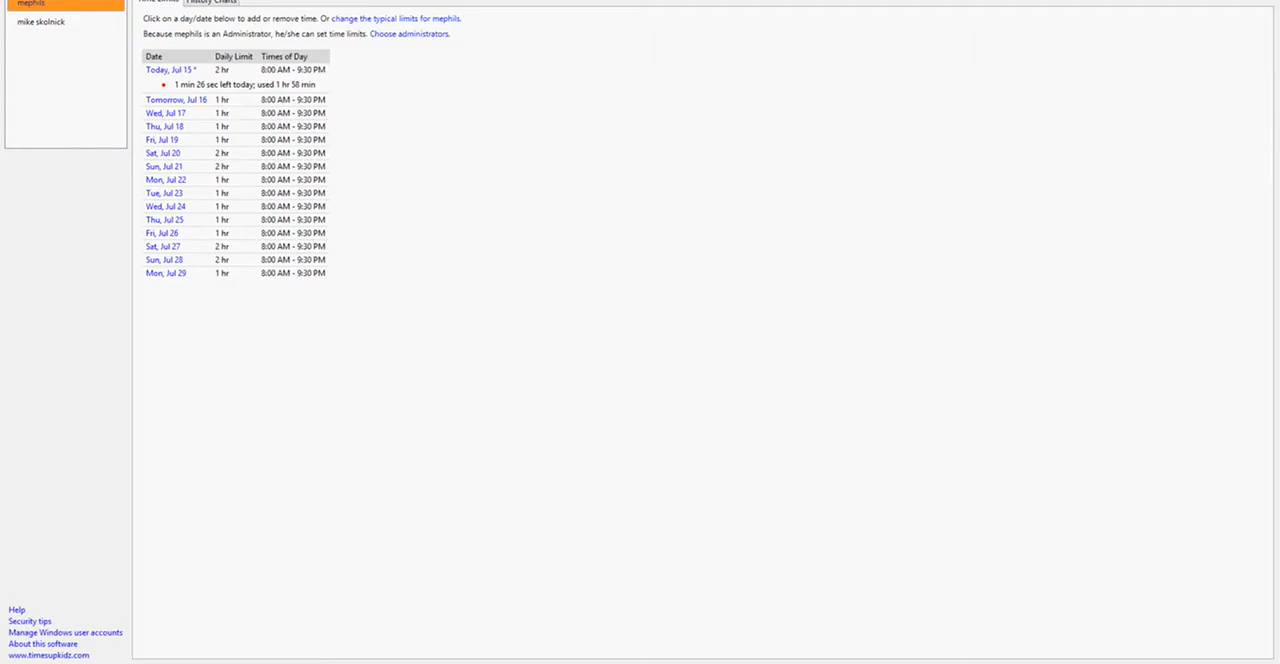 Time Limits History Charts
mephils
mike skolnick
Click on a day/date below to add or remove time. Or change the typical limits for mephils.
Because mephils is an Administrator, he/she can set time limits. Choose administrators.
Date Daily Limit Times of Day
Today, Jul 15 * 2 hr 8:00 AM - 9:30 PM
• 1 min 26 sec left today; used 1 hr 58 min
Tomorrow, Jul 16 1 hr 8:00 AM - 9:30 PM
Wed, Jul 17 1 hr 8:00 AM - 9:30 PM
Thu, Jul 18 1 hr 8:00 AM - 9:30 PM
Fri, Jul 19 1 hr 8:00 AM - 9:30 PM
Sat, Jul 20 2 hr 8:00 AM - 9:30 PM
Sun, Jul 21 2 hr 8:00 AM - 9:30 PM
Mon, Jul 22 1 hr 8:00 AM - 9:30 PM
Tue, Jul 23 1 hr 8:00 AM - 9:30 PM
Wed, Jul 24 1 hr 8:00 AM - 9:30 PM
Thu, Jul 25 1 hr 8:00 AM - 9:30 PM
Fri, Jul 26 1 hr 8:00 AM - 9:30 PM
Sat, Jul 27 2 hr 8:00 AM - 9:30 PM
Sun, Jul 28 2 hr 8:00 AM - 9:30 PM
Mon, Jul 29 1 hr 8:00 AM - 9:30 PM
Help
Security tips
Manage Windows user accounts
About this software
www.timesupkidz.com